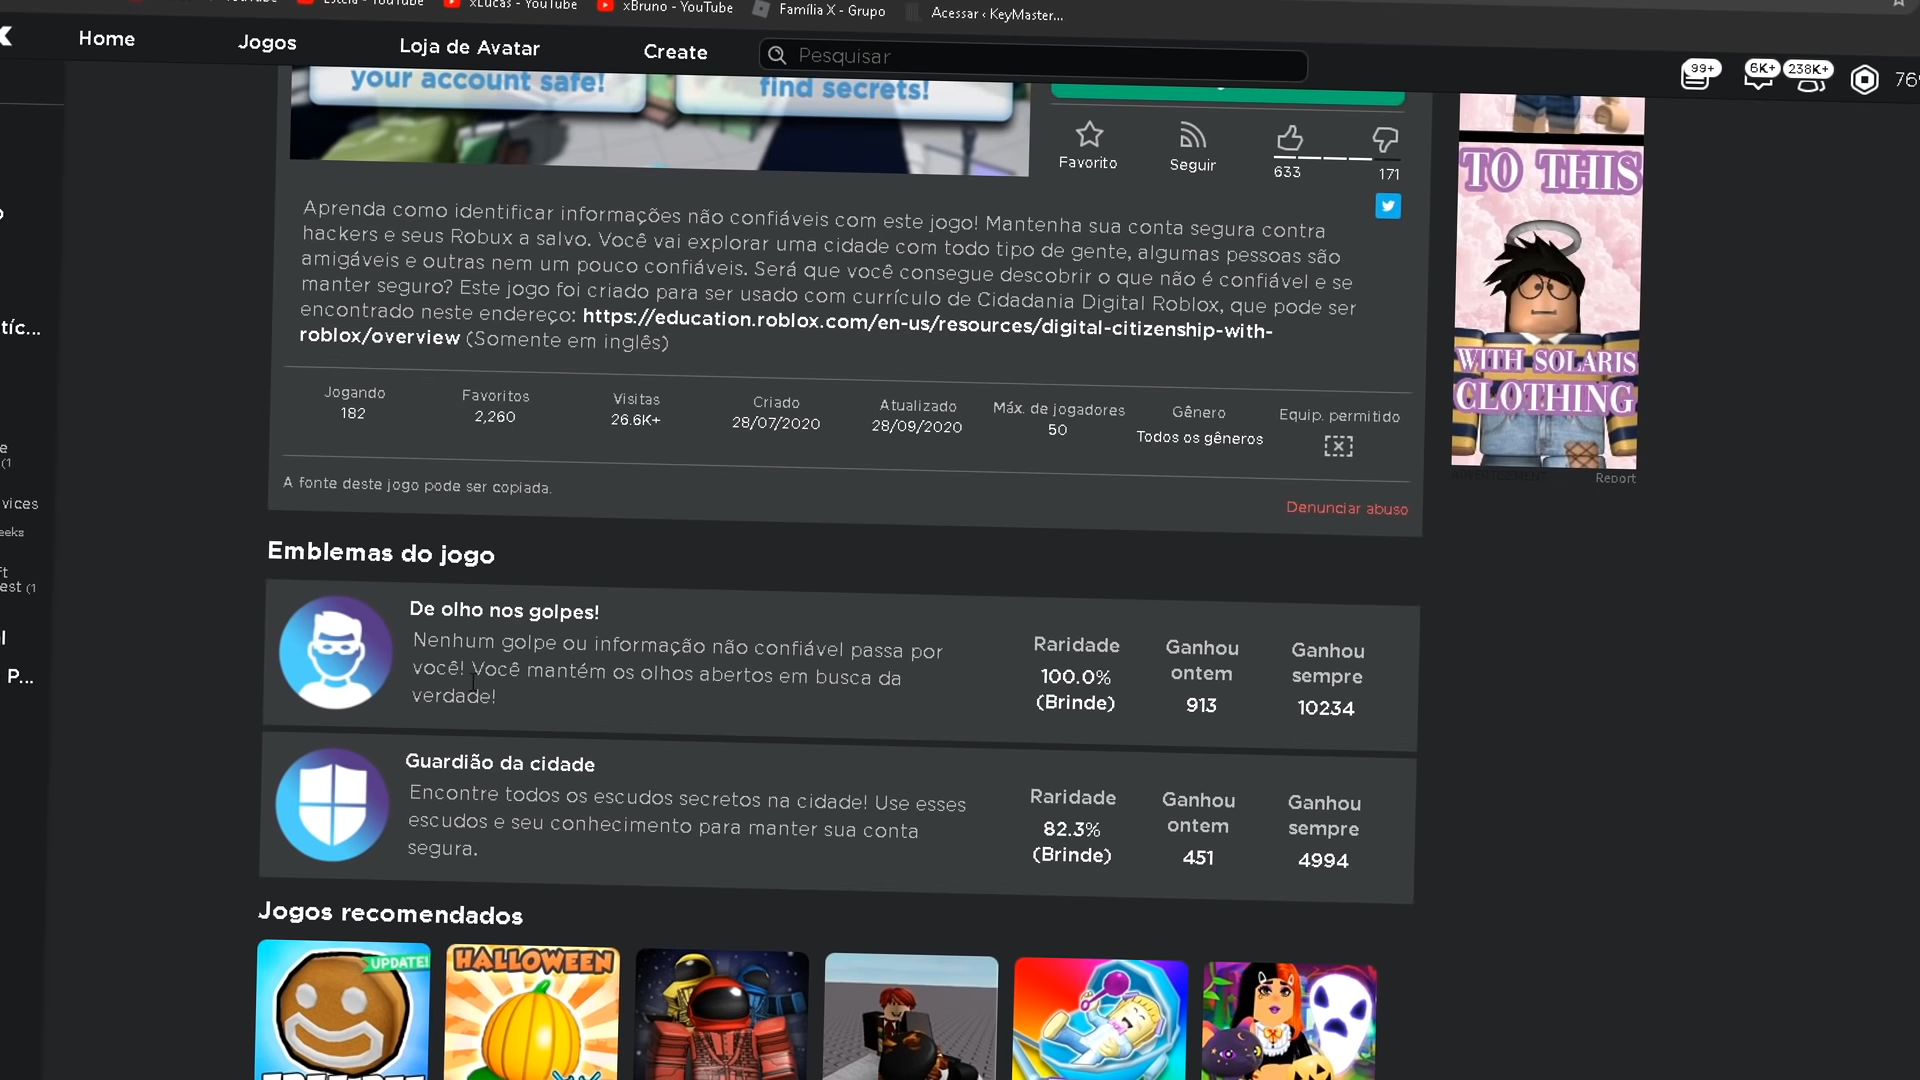 xLucas - YouTube
xBruno - YouTube
Família X - Grupo
Acessar ‹ KeyMaster...
Home
Jogos
Loja de Avatar
Create
Pesquisar
99+
6K+
238K+
your account safe!
find secrets!
Favorito
Seguir
633
171
TO THIS
WITH SOLARIS
CLOTHING
ADVERTISEMENT
Report
Aprenda como identificar informações não confiáveis com este jogo! Mantenha sua conta segura contra
hackers e seus Robux a salvo. Você vai explorar uma cidade com todo tipo de gente, algumas pessoas são
amigáveis e outras nem um pouco confiáveis. Será que você consegue descobrir o que não é confiável e se
manter seguro? Este jogo foi criado para ser usado com currículo de Cidadania Digital Roblox, que pode ser
encontrado neste endereço: https://education.roblox.com/en-us/resources/digital-citizenship-with-
roblox/overview (Somente em inglês)
Jogando
182
Favoritos
2,260
Visitas
26.6K+
Criado
28/07/2020
Atualizado
28/09/2020
Máx. de jogadores
50
Gênero
Todos os gêneros
Equip. permitido
A fonte deste jogo pode ser copiada.
Denunciar abuso
Emblemas do jogo
De olho nos golpes!
Nenhum golpe ou informação não confiável passa por
você! Você mantém os olhos abertos em busca da
verdade!
Raridade
100.0%
(Brinde)
Ganhou
ontem
913
Ganhou
sempre
10234
Guardião da cidade
Encontre todos os escudos secretos na cidade! Use esses
escudos e seu conhecimento para manter sua conta
segura.
Raridade
82.3%
(Brinde)
Ganhou
ontem
451
Ganhou
sempre
4994
Jogos recomendados
UPDATE!
HALLOWEEN